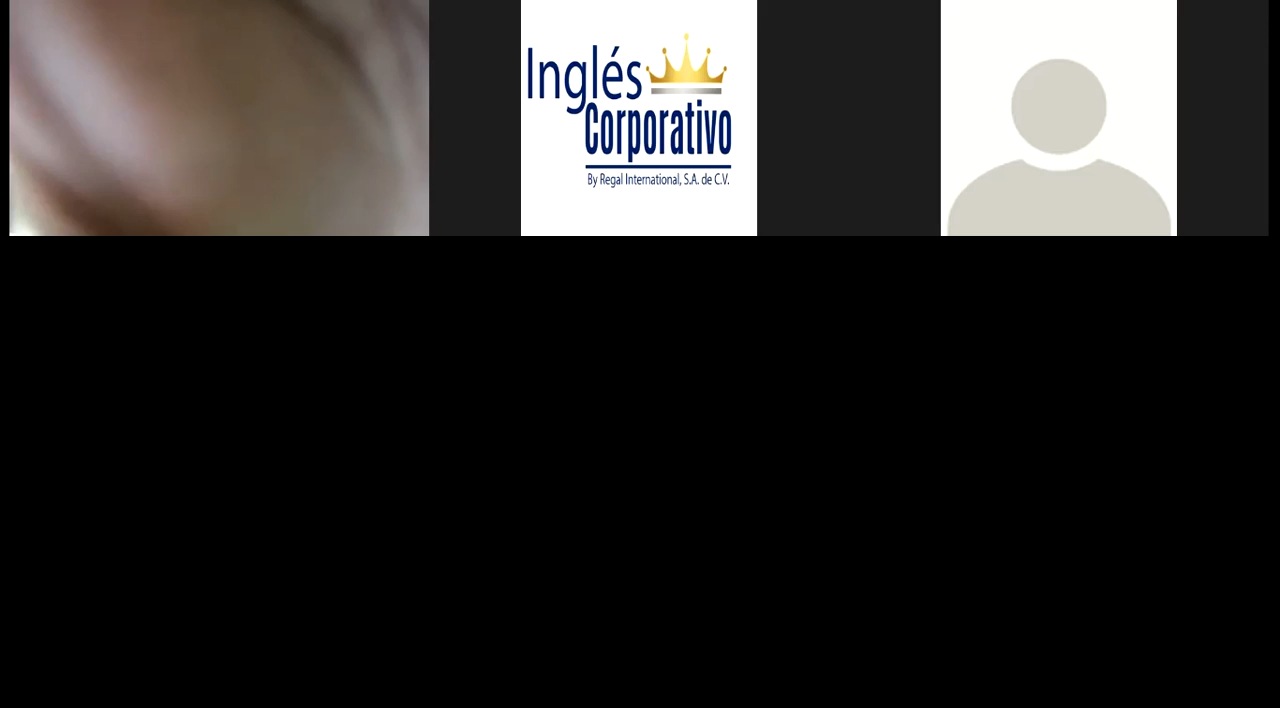 Inglés
Corporativo
By Regal International, S.A. de C.V.